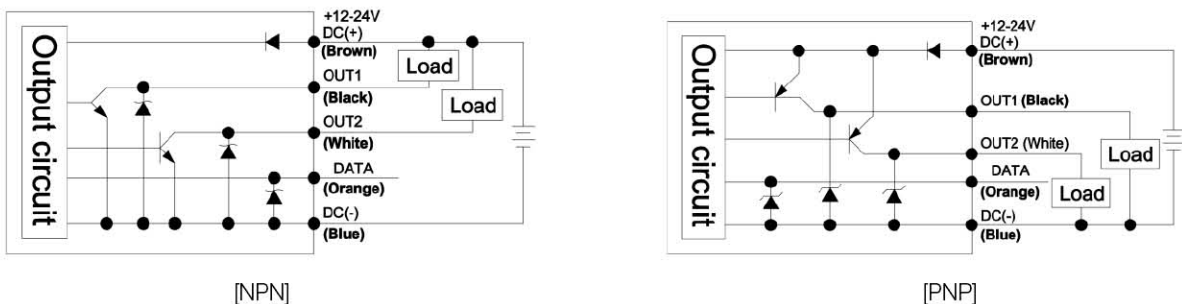 Output circuit
+12-24V
DC(+)
(Brown)
OUT1
(Black)
OUT2
(White)
DATA
(Orange)
DC(-)
(Blue)
Load
Load
[NPN]
Output circuit
+12-24V
DC(+)
(Brown)
OUT1 (Black)
OUT2 (White)
DATA
(Orange)
DC(-)
(Blue)
Load
Load
[PNP]